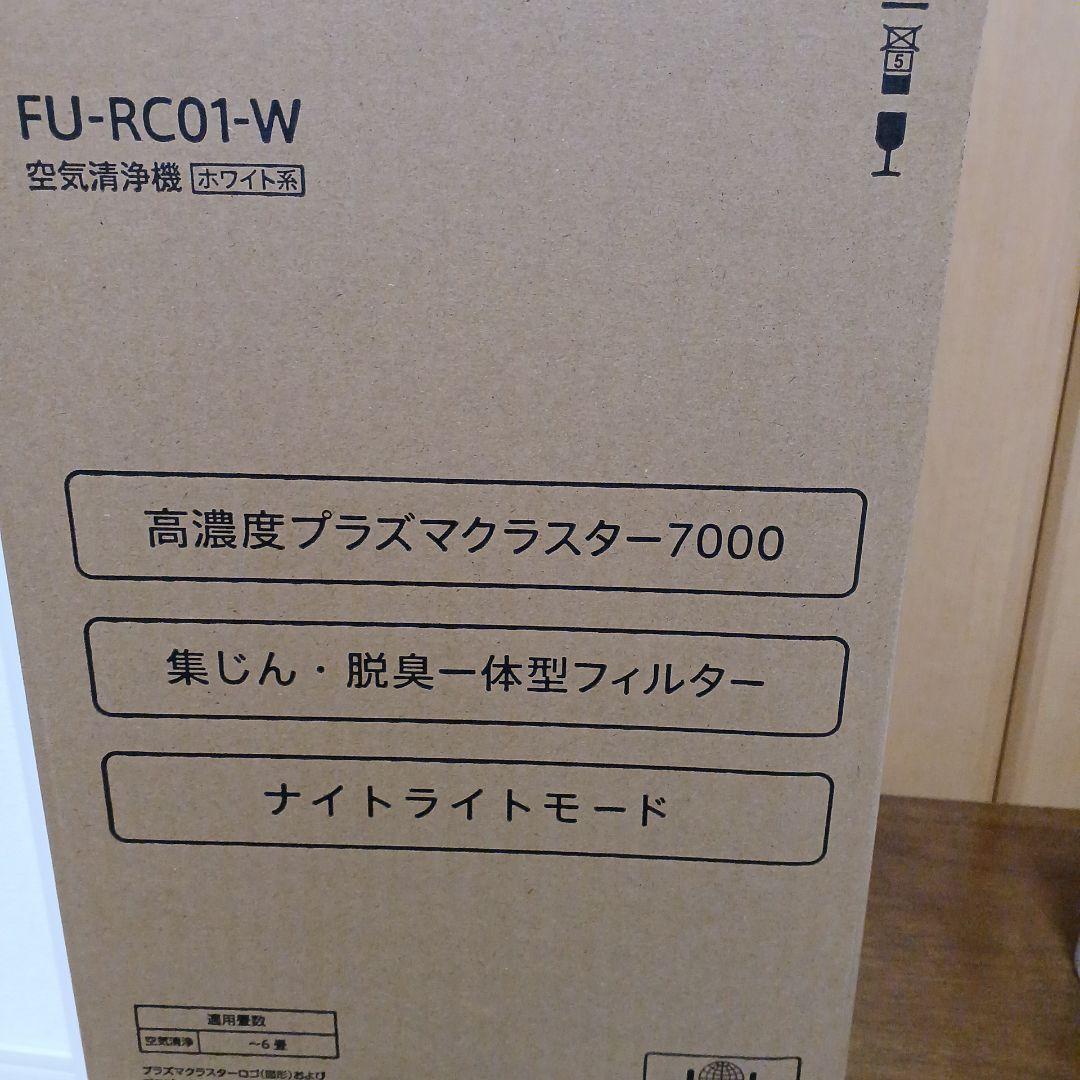 FU-RC01-W
空気清浄機 ホワイト系
5
高濃度プラズマクラスター7000
集じん・脱臭一体型フィルター
ナイトライトモード
適用畳数
空気清浄 ～6畳
プラズマクラスターロゴ(図形)および